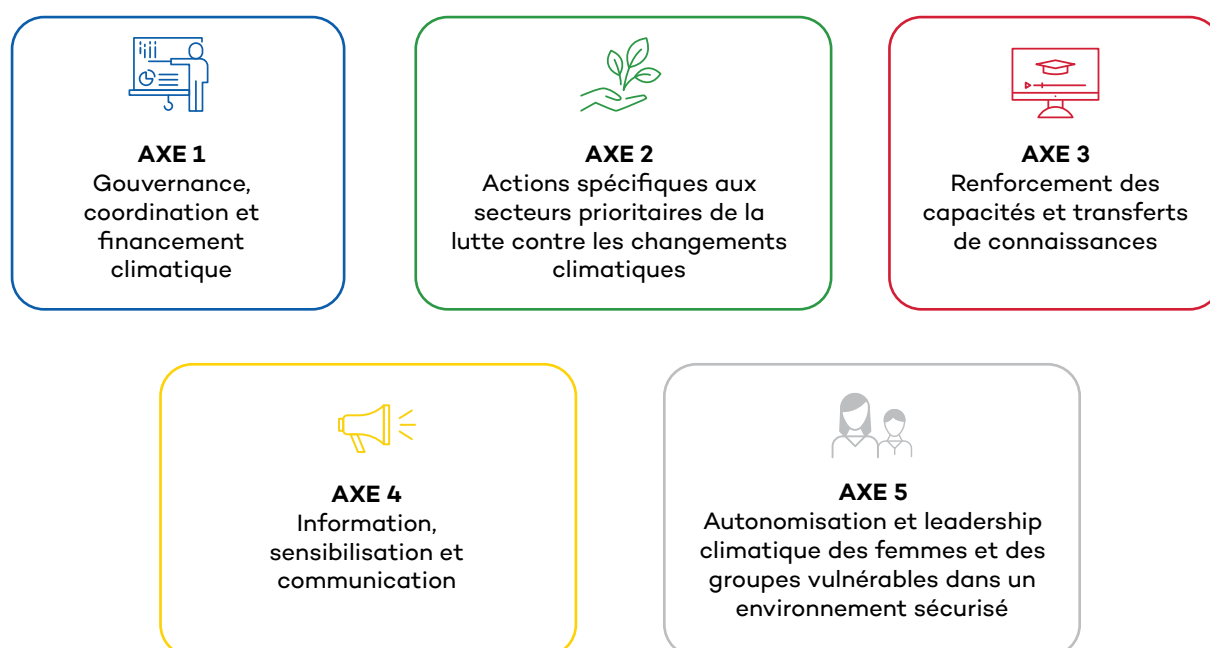 AXE 1
Gouvernance,
coordination et
financement
climatique
AXE 2
Actions spécifiques aux
secteurs prioritaires de la
lutte contre les changements
climatiques
AXE 3
Renforcement des
capacités et transferts
de connaissances
AXE 4
Information,
sensibilisation et
communication
AXE 5
Autonomisation et leadership
climatique des femmes et des
groupes vulnérables dans un
environnement sécurisé